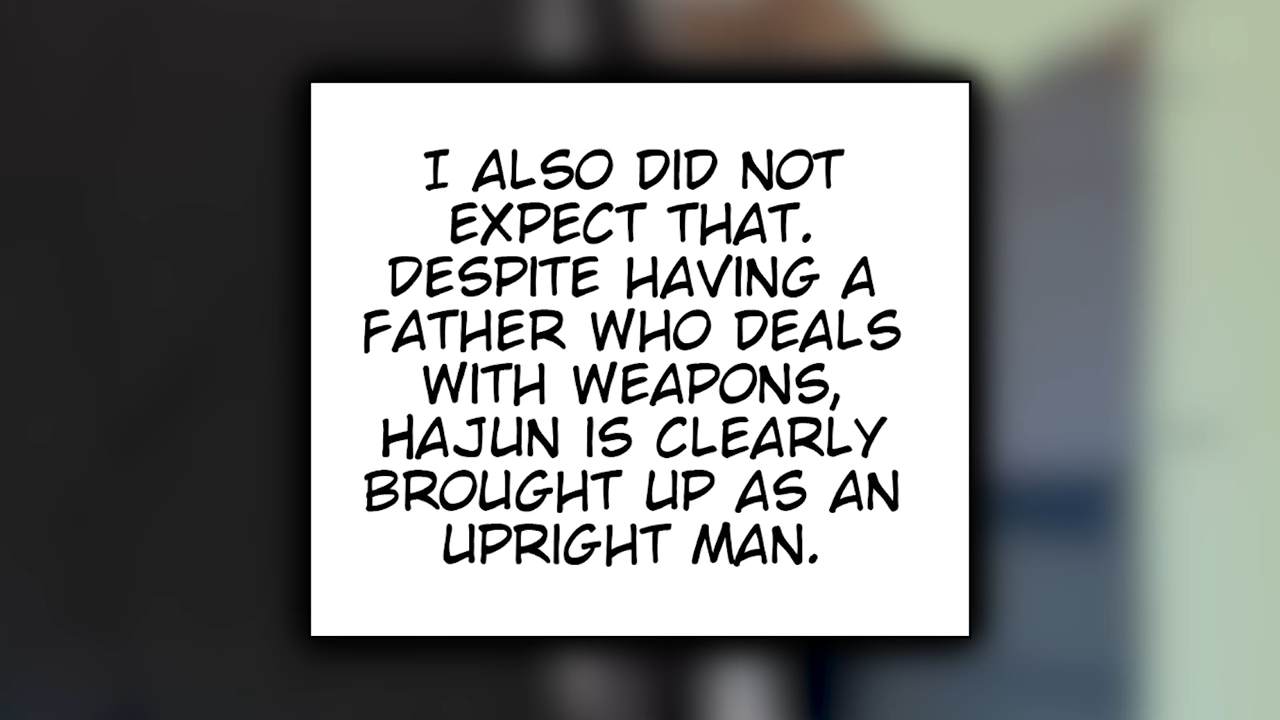 I ALSO DID NOT
EXPECT THAT.
DESPITE HAVING A
FATHER WHO DEALS
WITH WEAPONS,
HAJUN IS CLEARLY
BROUGHT UP AS AN
UPRIGHT MAN.